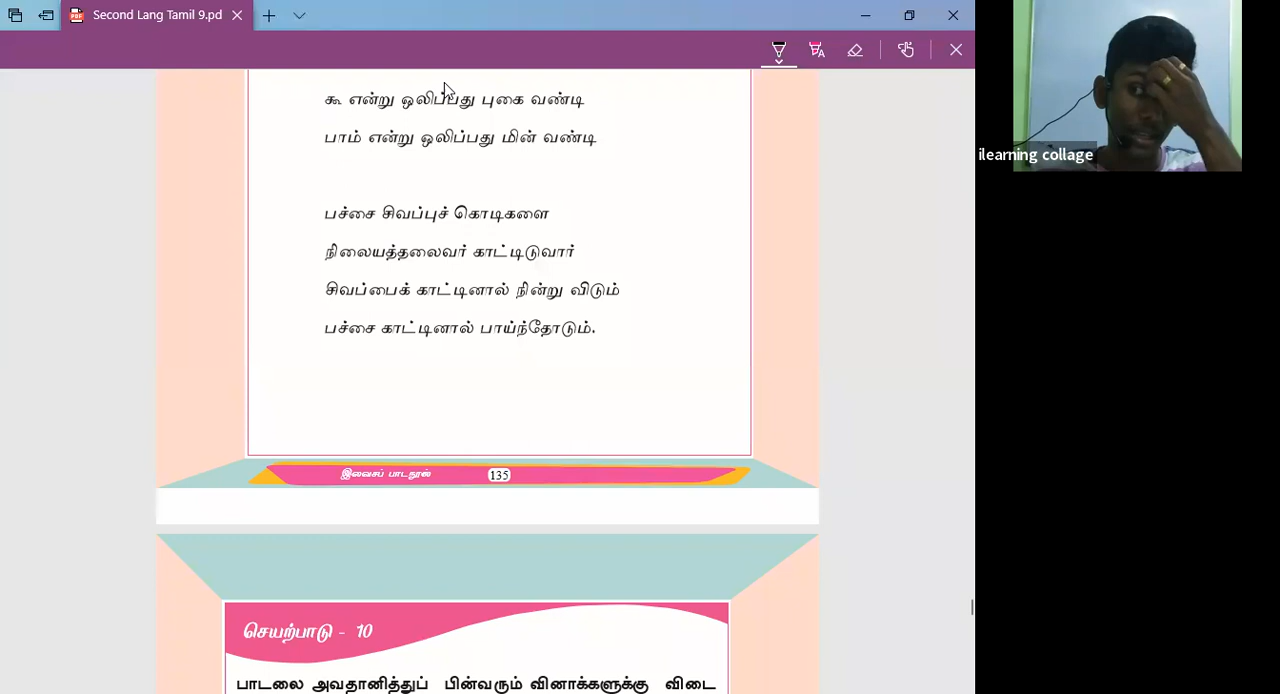 Second Lang Tamil 9.pd
கூ என்று ஒலிப்பது புகை வண்டி
பாம் என்று ஒலிப்பது மின் வண்டி
பச்சை சிவப்புச் கொடிகளை
நிலையத்தலைவர் காட்டிடுவார்
சிவப்பைக் காட்டினால் நின்று விடும்
பச்சை காட்டினால் பாய்ந்தோடும்.
இலவசப் பாடநூல் 135
செயற்பாடு - 10
பாடலை அவதானித்துப் பின்வரும் வினாக்களுக்கு விடை
ilearning collage